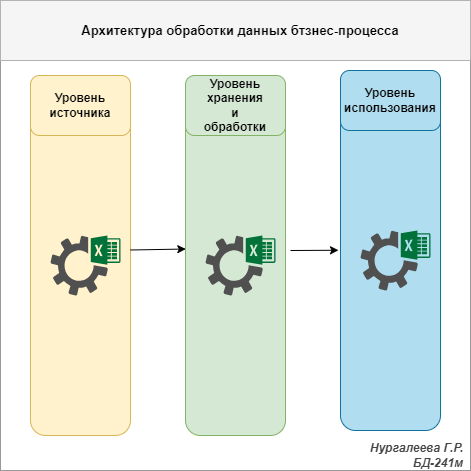 Архитектура обработки данных бтзнес-процесса
Уровень
источника
Уровень
хранения
и
обработки
Уровень
использования
X
X
X
Нургалеева Г.Р.
БД-241м